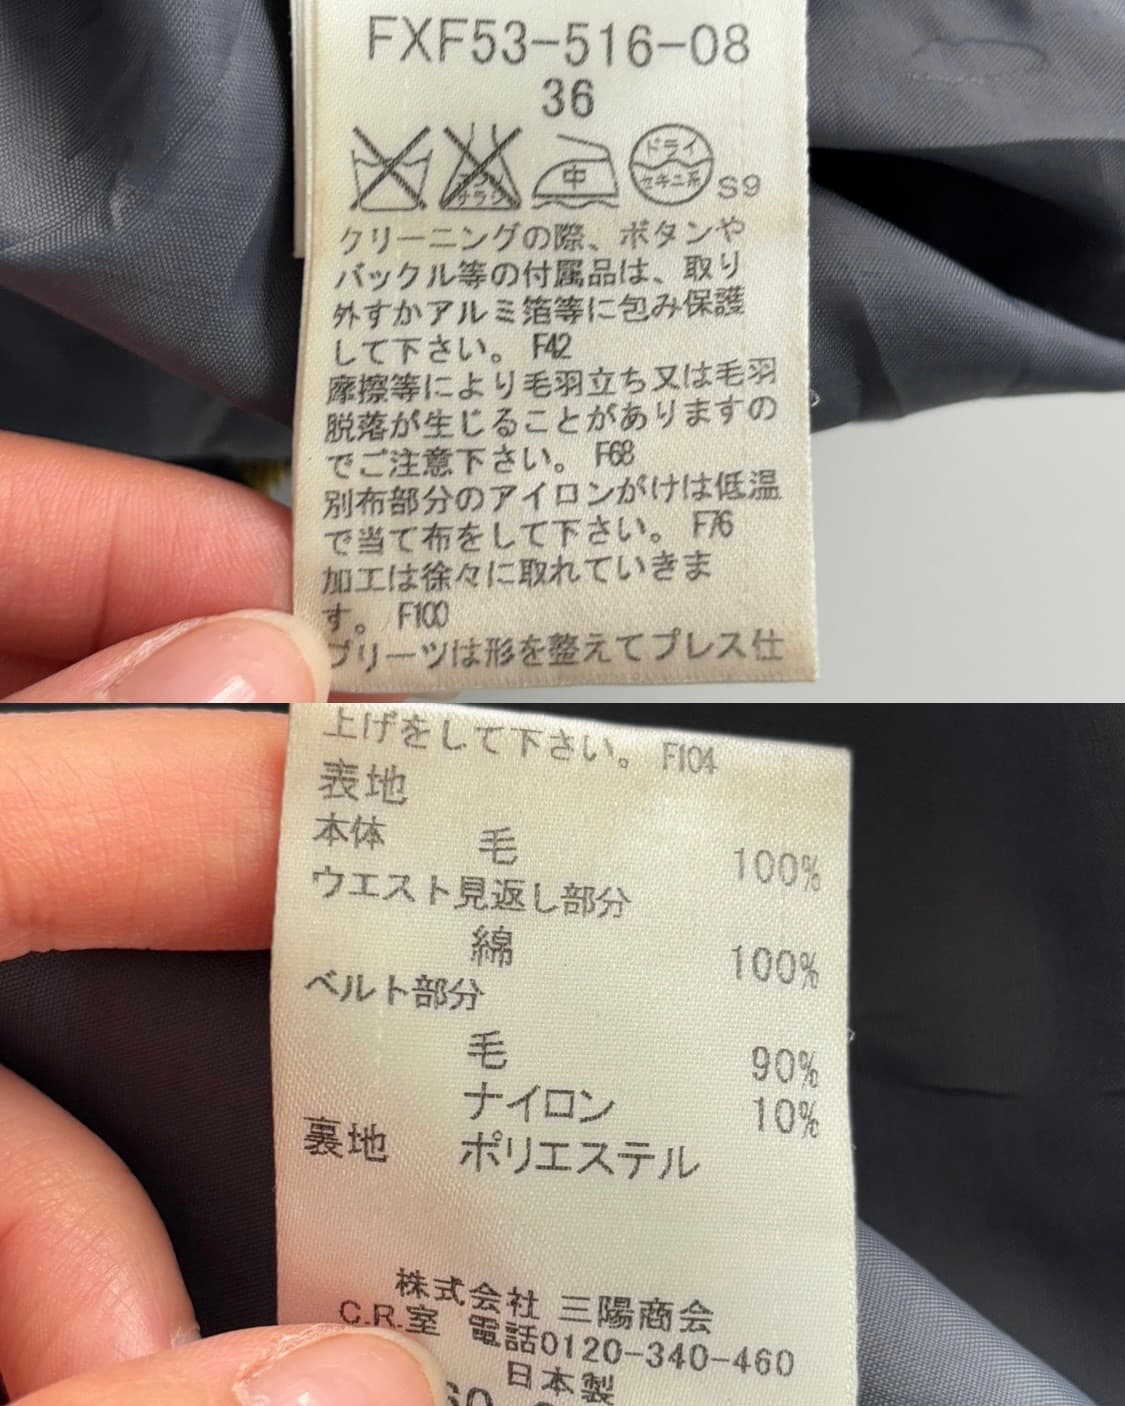 FXF53-516-08
36
ドライ
セキユ系
中
エンソ
サラシ
S9
クリーニングの際、ボタンや
バックル等の付属品は、取り
外すかアルミ箔等に包み保護
して下さい。 F42
摩擦等により毛羽立ち又は毛羽
脱落が生じることがありますの
でご注意下さい。 F68
別布部分のアイロンがけは低温
で当て布をして下さい。 F76
加工は徐々に取れていきま
す。 F100
プリーツは形を整えてプレス仕
上げをして下さい。 F104
表地
本体 毛 100%
ウエスト見返し部分
綿 100%
ベルト部分
毛 90%
ナイロン 10%
裏地 ポリエステル
株式会社 三陽商会
C.R.室 電話0120-340-460
日本製